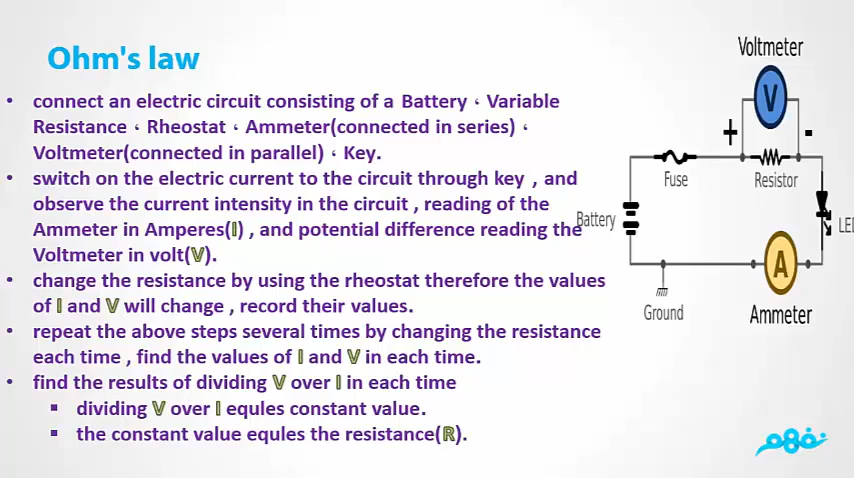 Ohm's law
• connect an electric circuit consisting of a Battery ، Variable
Resistance ، Rheostat ، Ammeter(connected in series) ،
Voltmeter(connected in parallel) ، Key.
• switch on the electric current to the circuit through key , and
observe the current intensity in the circuit , reading of the
Ammeter in Amperes(I) , and potential difference reading the
Voltmeter in volt(V).
• change the resistance by using the rheostat therefore the values
of I and V will change , record their values.
• repeat the above steps several times by changing the resistance
each time , find the values of I and V in each time.
• find the results of dividing V over I in each time
▪ dividing V over I equles constant value.
▪ the constant value equles the resistance(R).
Voltmeter
V
+ -
Fuse
Resistor
Battery
LED
A
Ground
Ammeter
نفهم